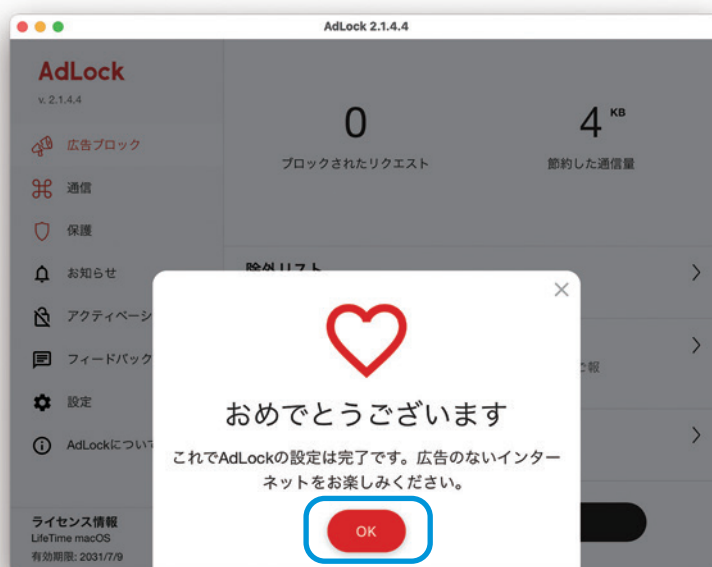 AdLock 2.1.4.4
AdLock
v. 2.1.4.4
広告ブロック
通信
保護
お知らせ
アクティベーシ
フィードバック
設定
AdLockについて
ライセンス情報
LifeTime macOS
有効期限: 2031/7/9
0
ブロックされたリクエスト
4 KB
節約した通信量
除外リスト
ご報
おめでとうございます
これでAdLockの設定は完了です。広告のないインター
ネットをお楽しみください。
OK